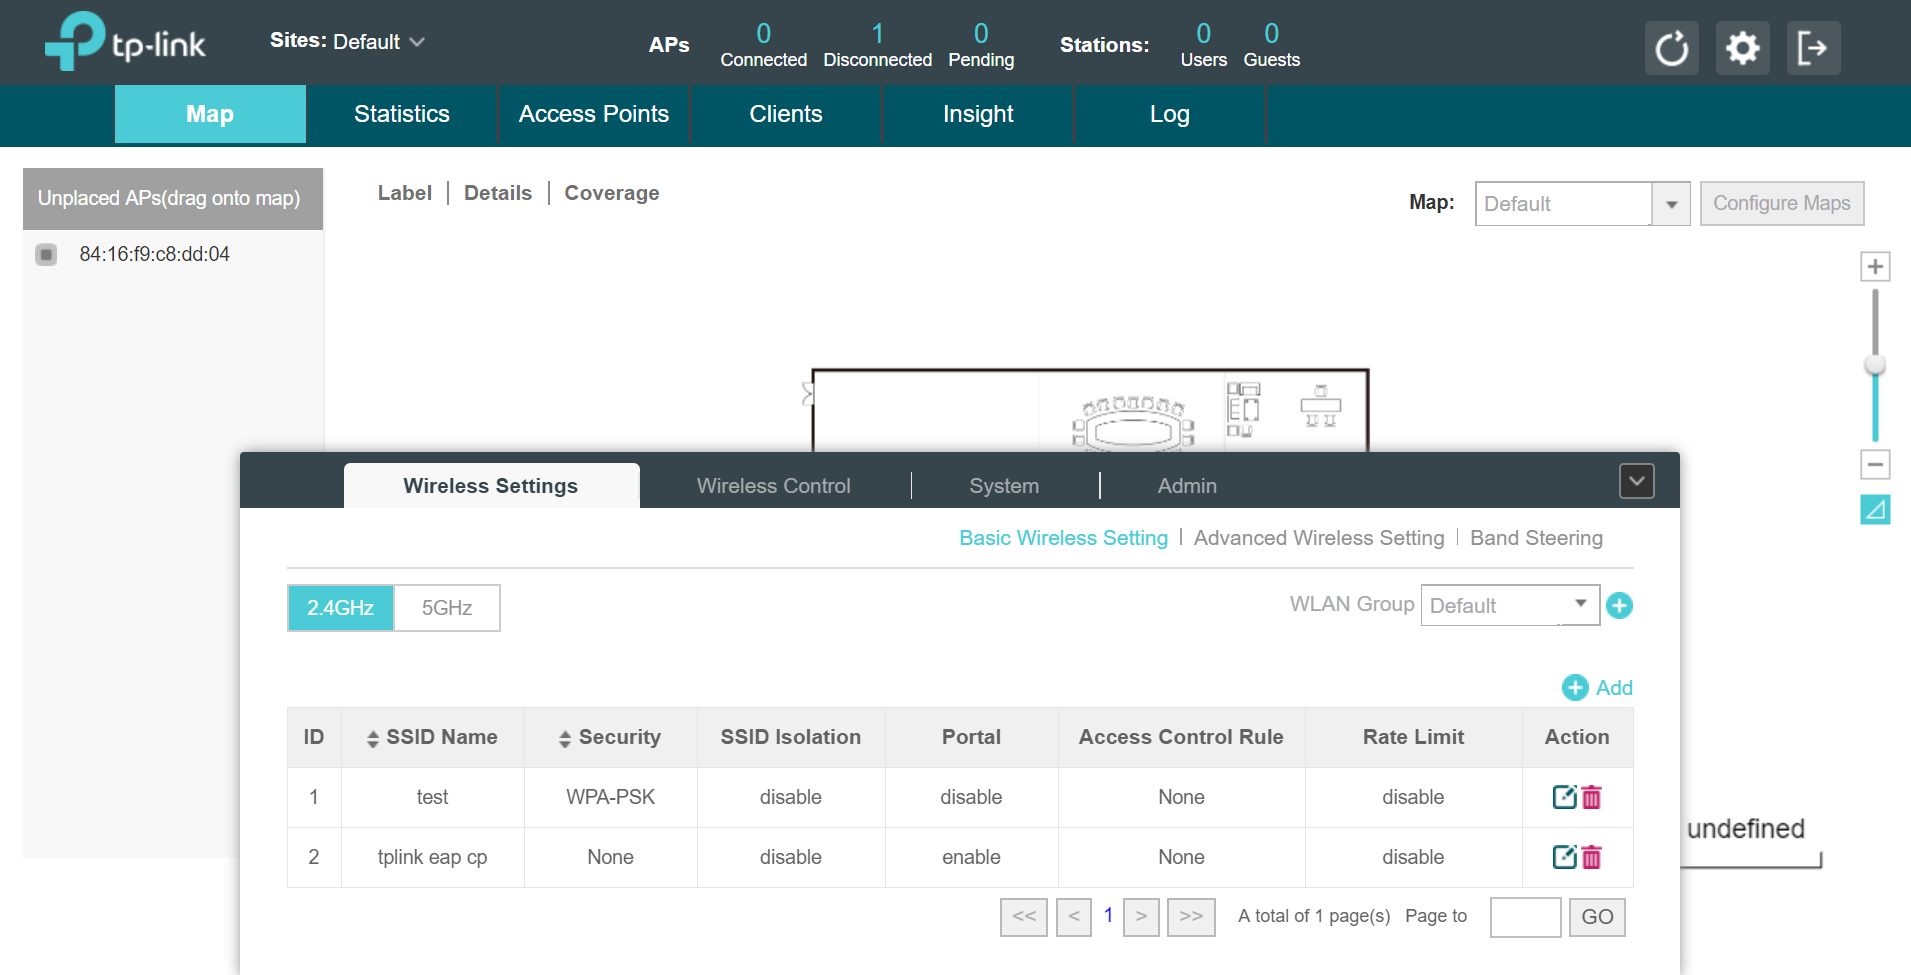 tp-link
Sites: Default
APs
0 Connected
1 Disconnected
0 Pending
Stations:
0 Users
0 Guests
Map
Statistics
Access Points
Clients
Insight
Log
Unplaced APs(drag onto map)
84:16:f9:c8:dd:04
Label | Details | Coverage
Map: Default
Configure Maps
Wireless Settings
Wireless Control
System
Admin
Basic Wireless Setting | Advanced Wireless Setting | Band Steering
2.4GHz 5GHz
WLAN Group Default
Add
ID SSID Name Security SSID Isolation Portal Access Control Rule Rate Limit Action
1 test WPA-PSK disable disable None disable
2 tplink eap cp None disable enable None disable
undefined
<< < 1 > >> A total of 1 page(s) Page to GO